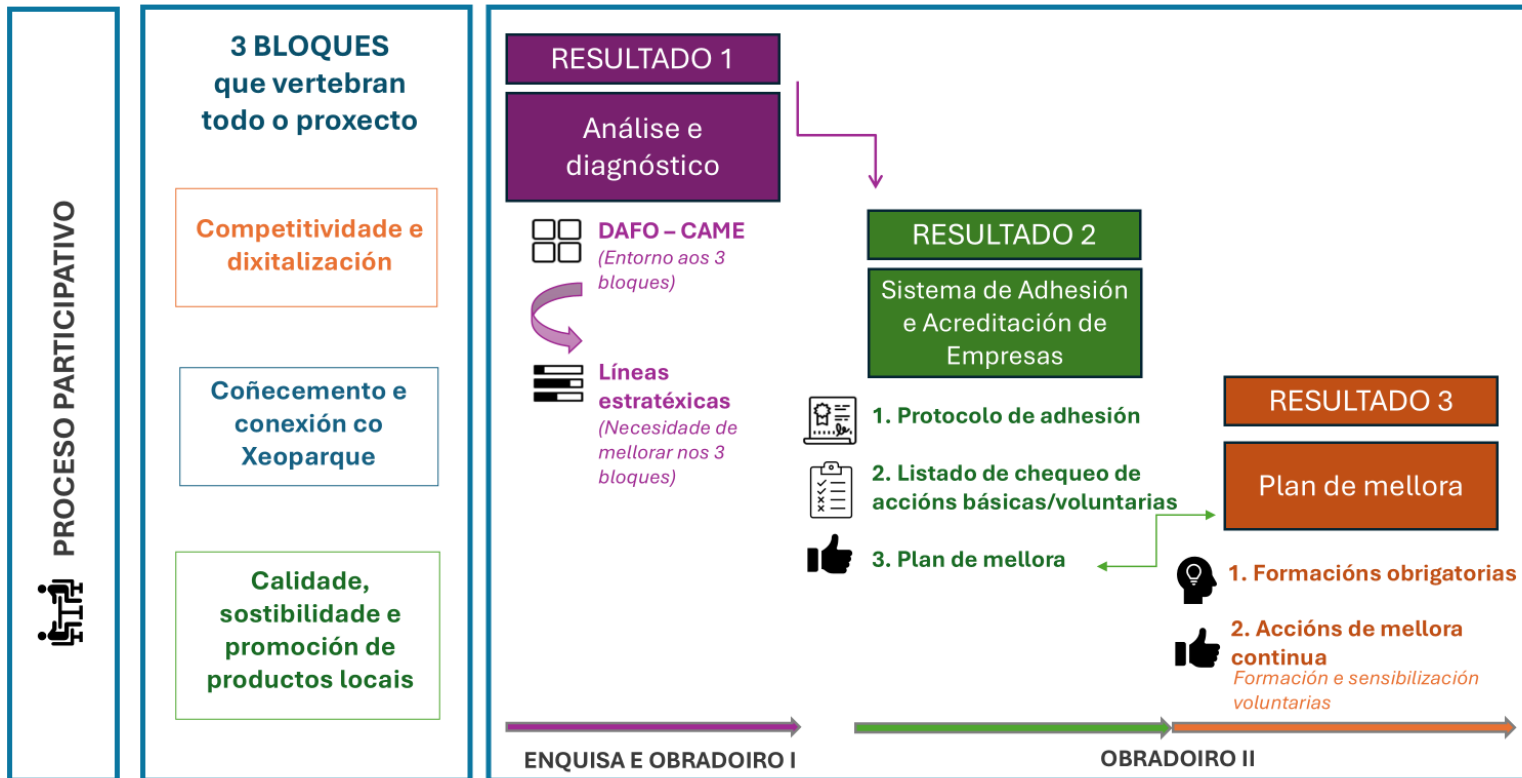 PROCESO PARTICIPATIVO
3 BLOQUES
que vertebran
todo o proxecto
Competitividade e
dixitalización
Coñecemento e
conexión co
Xeoparque
Calidade,
sostibilidade e
promoción de
productos locais
RESULTADO 1
Análise e
diagnóstico
DAFO – CAME
(Entorno aos 3
bloques)
Líneas
estratéxicas
(Necesidade de
mellorar nos 3
bloques)
RESULTADO 2
Sistema de Adhesión
e Acreditación de
Empresas
1. Protocolo de adhesión
2. Listado de chequeo de
accións básicas/voluntarias
3. Plan de mellora
RESULTADO 3
Plan de mellora
1. Formacións obrigatorias
2. Accións de mellora
continua
Formación e sensibilización
voluntarias
ENQUISA E OBRADOIRO I
OBRADOIRO II